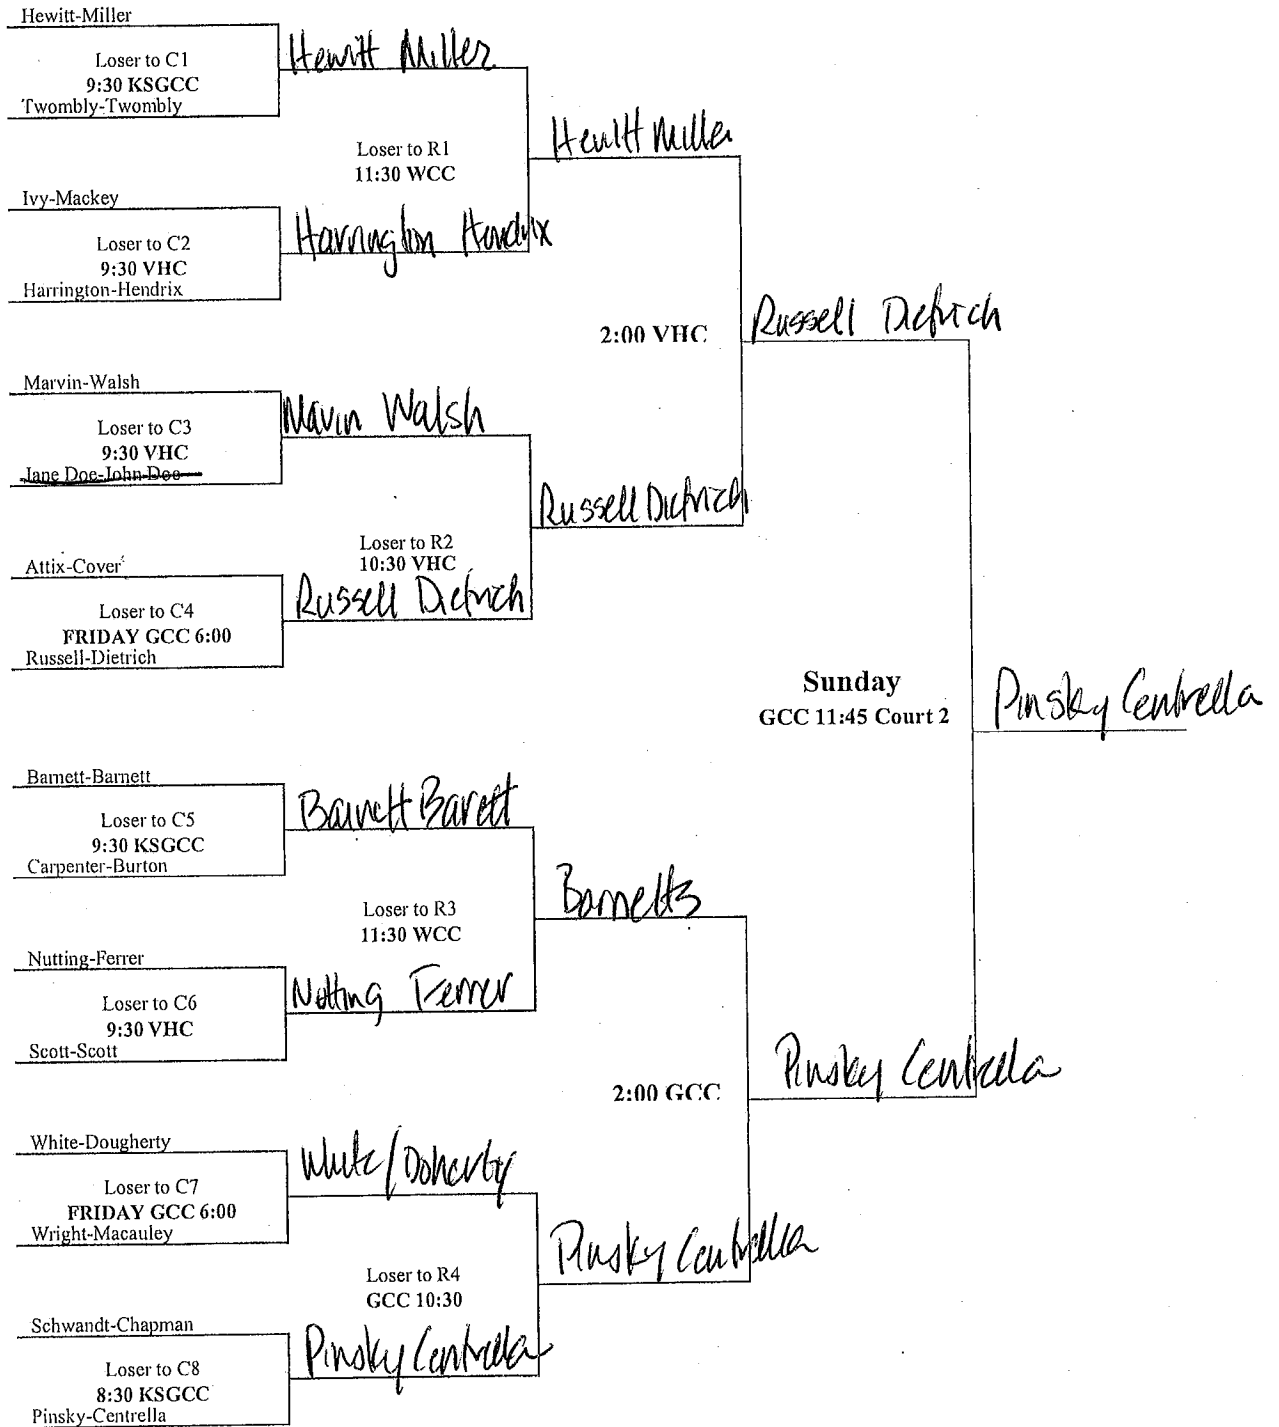 Hewitt-Miller
Loser to C1
9:30 KSGCC
Twombly-Twombly
Hewitt Miller
Loser to R1
11:30 WCC
Hewitt Miller
Ivy-Mackey
Loser to C2
9:30 VHC
Harrington-Hendrix
Harrington Hendrix
2:00 VHC
Russell Dietrich
Marvin-Walsh
Loser to C3
9:30 VHC
Jane Doe-John Doe
Mavin Walsh
Loser to R2
10:30 VHC
Russell Dietrich
Attix-Cover
Loser to C4
FRIDAY GCC 6:00
Russell-Dietrich
Russell Dietrich
Sunday
GCC 11:45 Court 2
Pinsky Centrella
Barnett-Barnett
Loser to C5
9:30 KSGCC
Carpenter-Burton
Barnett Barett
Loser to R3
11:30 WCC
Barnetts
Nutting-Ferrer
Loser to C6
9:30 VHC
Scott-Scott
Nutting Ferrer
2:00 GCC
Pinsky Centrella
White-Dougherty
Loser to C7
FRIDAY GCC 6:00
Wright-Macauley
White/Doherty
Loser to R4
GCC 10:30
Pinsky Centrella
Schwandt-Chapman
Loser to C8
8:30 KSGCC
Pinsky-Centrella
Pinsky Centrella